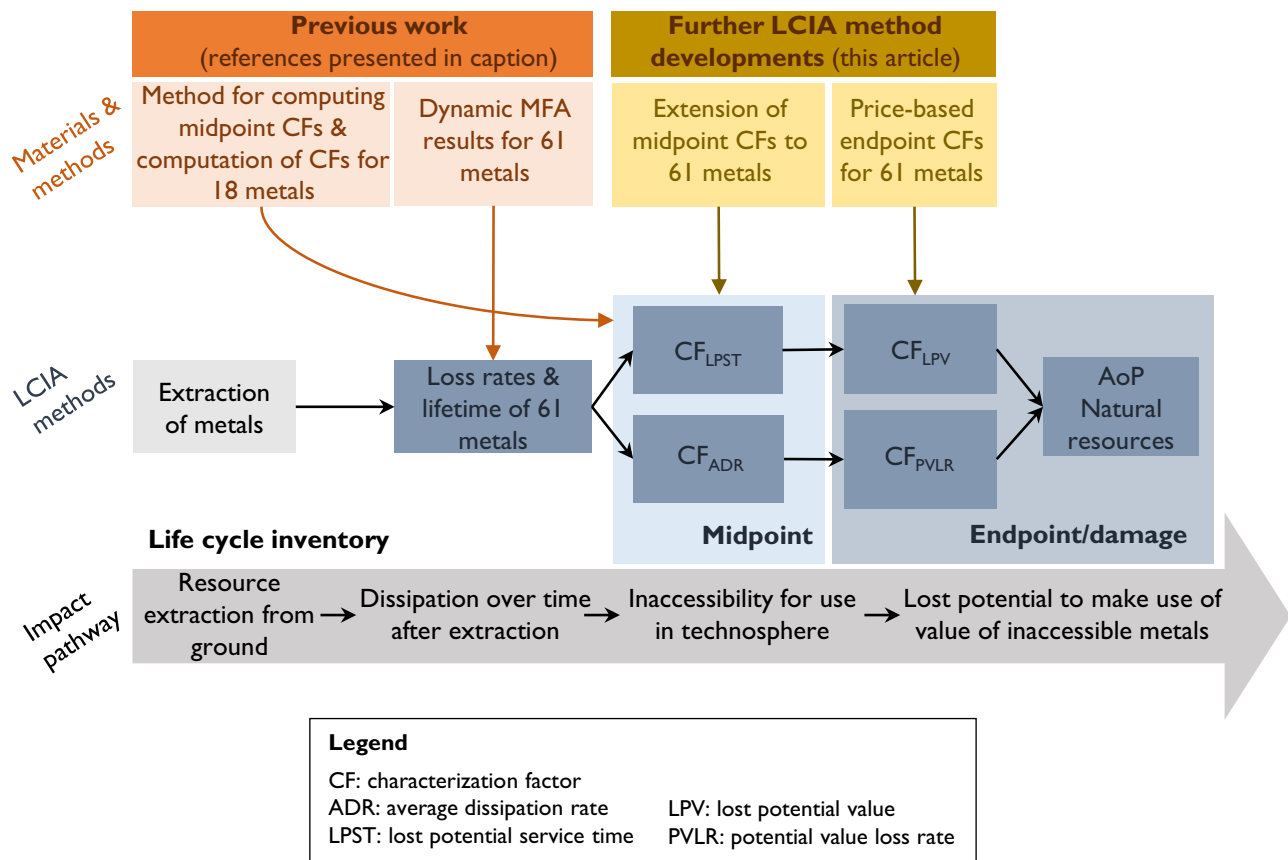 Previous work
(references presented in caption)
Further LCIA method
developments (this article)
Materials &
methods
Method for computing
midpoint CFs &
computation of CFs for
18 metals
Dynamic MFA
results for 61
metals
Extension of
midpoint CFs to
61 metals
Price-based
endpoint CFs
for 61 metals
LCIA
methods
Extraction
of metals
Loss rates &
lifetime of 61
metals
CF_LPST
CF_LPV
CF_ADR
CF_PVLR
AoP
Natural
resources
Life cycle inventory
Midpoint
Endpoint/damage
Impact
pathway
Resource
extraction from
ground
Dissipation over time
after extraction
Inaccessibility for use
in technosphere
Lost potential to make use of
value of inaccessible metals
Legend
CF: characterization factor
ADR: average dissipation rate
LPV: lost potential value
LPST: lost potential service time
PVLR: potential value loss rate